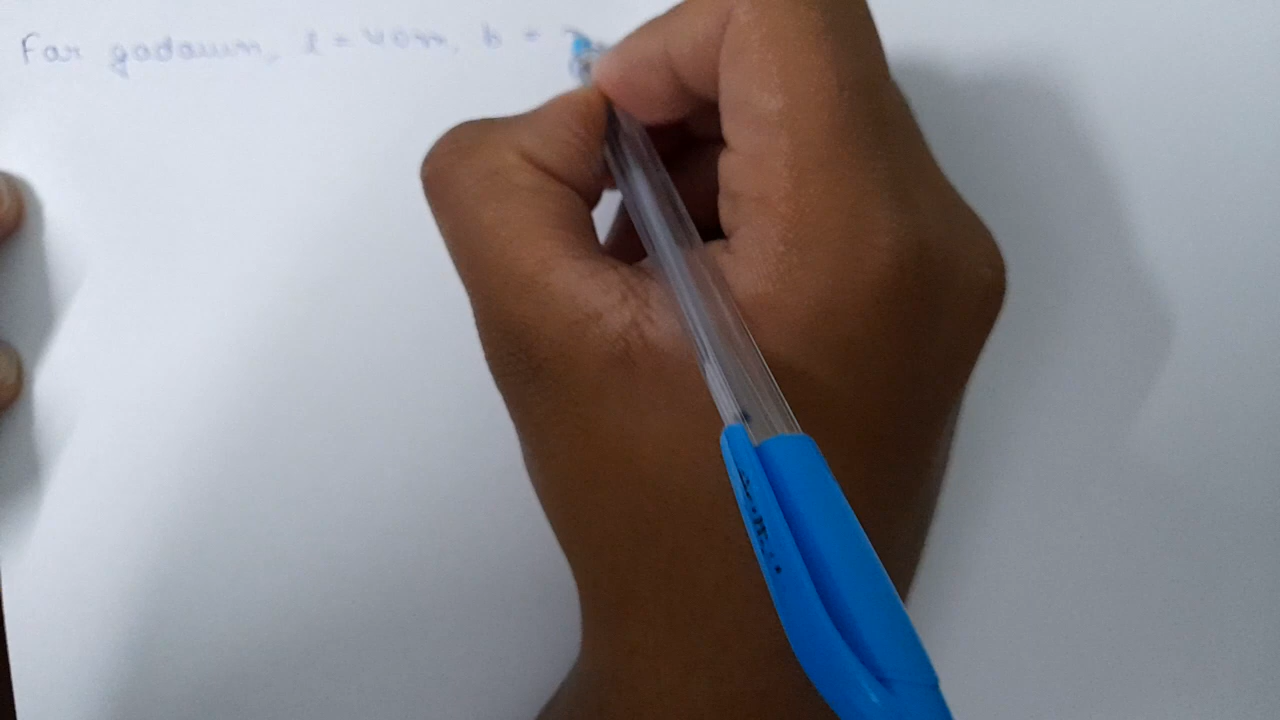 For godown, l = 40m, b =